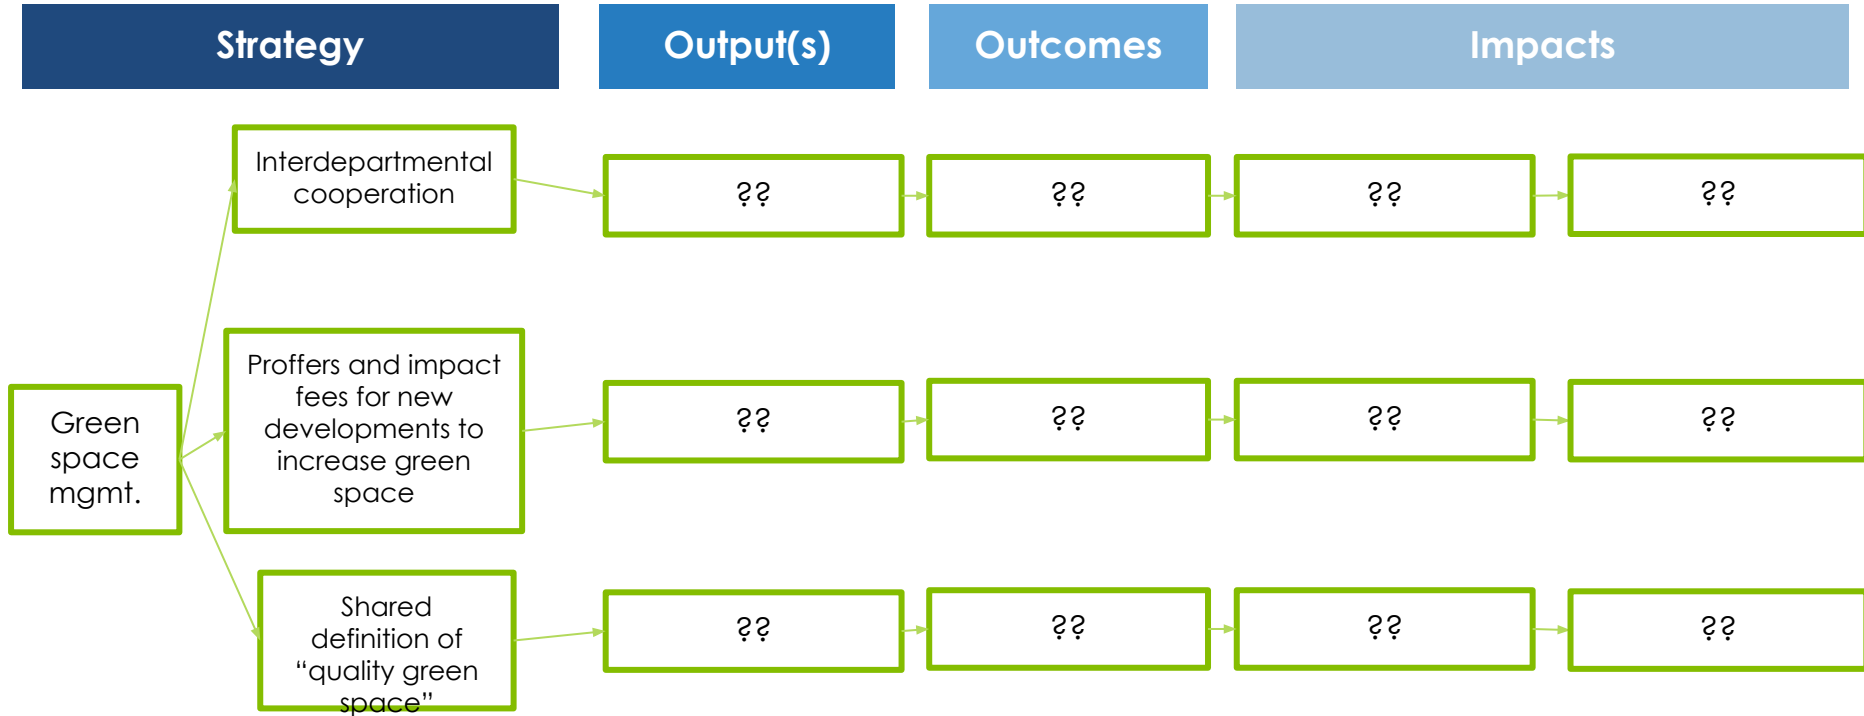 Strategy
Output(s)
Outcomes
Impacts
Interdepartmental
cooperation
??
??
??
??
Green
space
mgmt.
Proffers and impact
fees for new
developments to
increase green
space
??
??
??
??
Shared
definition of
“quality green
space”
??
??
??
??